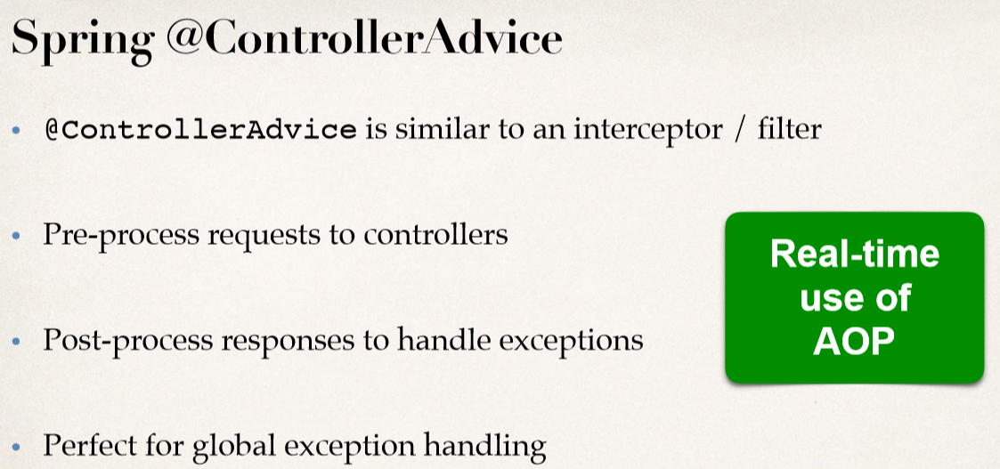 Spring @ControllerAdvice
• @ControllerAdvice is similar to an interceptor / filter
• Pre-process requests to controllers
Real-time
use of
AOP
• Post-process responses to handle exceptions
• Perfect for global exception handling